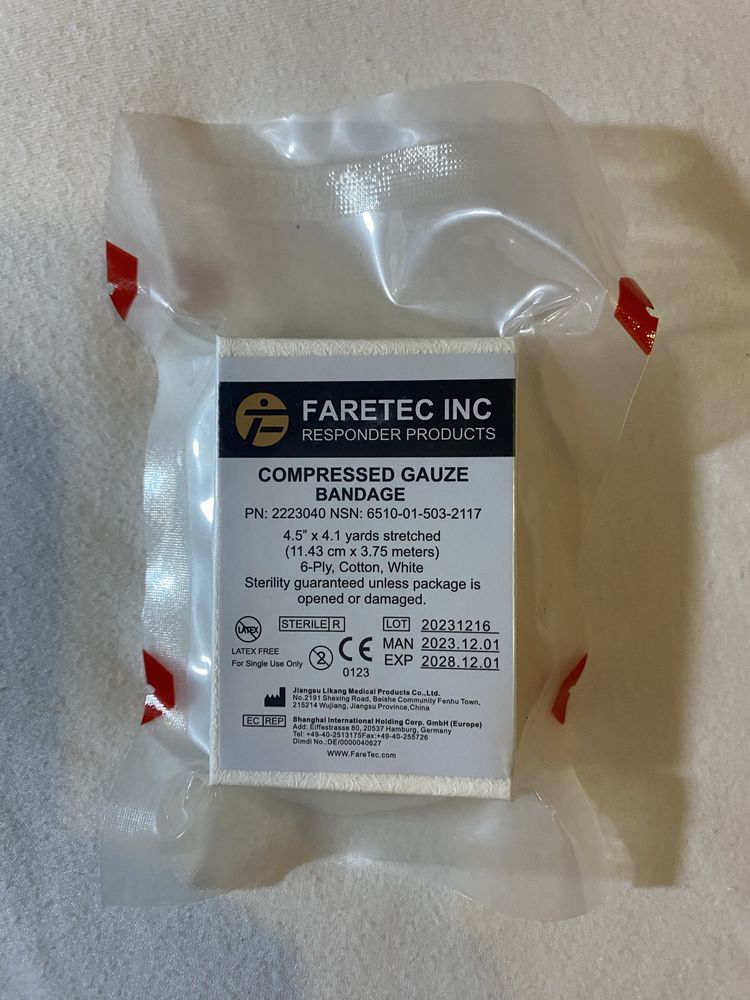 FARETEC INC
RESPONDER PRODUCTS
COMPRESSED GAUZE
BANDAGE
PN: 2223040 NSN: 6510-01-503-2117
4.5" x 4.1 yards stretched
(11.43 cm x 3.75 meters)
6-Ply, Cotton, White
Sterility guaranteed unless package is
opened or damaged.
LATEX STERILE R LOT 20231216
LATEX FREE MAN 2023.12.01
For Single Use Only 2 CE 0123 EXP 2028.12.01
Jiangsu Likang Medical Products Co.,Ltd.
No.2191 Shexing Road, Beishe Community Fenhu Town,
215214 Wujiang, Jiangsu Province,China
EC REP Shanghai International Holding Corp. GmbH (Europe)
Add: Eiffestrasse 80, 20537 Hamburg, Germany
Tel: +49-40-2513175Fax:+49-40-255726
Dimdi No.:DE/0000040627
WWW.FareTec.com